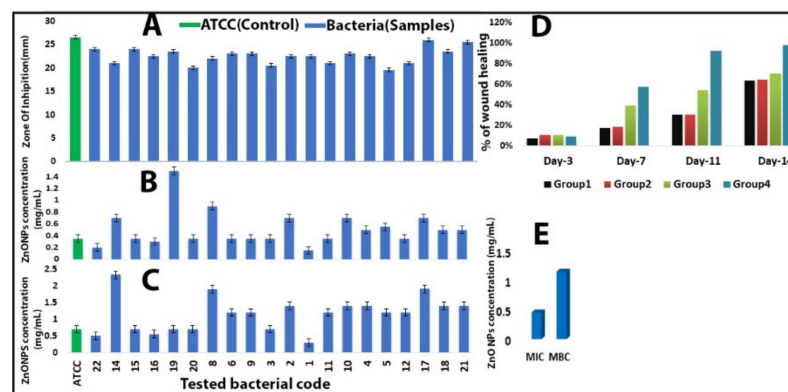 A
ATCC(Control) Bacteria(Samples)
Zone Of Inhipition(mm)
30
25
20
15
10
5
0
B
ZnONPs concentration
(mg/mL)
1.4
1.2
1
0.8
0.6
0.4
0.2
0
C
ZnONPS concentration
(mg/mL)
2.5
2
1.5
1
0.5
0
ATCC 22 14 15 16 19 20 8 6 9 3 2 1 11 10 4 5 12 17 18 21
Tested bacterial code
D
% of wound healing
120%
100%
80%
60%
40%
20%
0%
Day-3 Day-7 Day-11 Day-14
Group1 Group2 Group3 Group4
E
ZnO NPs concentration (mg/mL)
1.5
1
0.5
0
MIC MBC